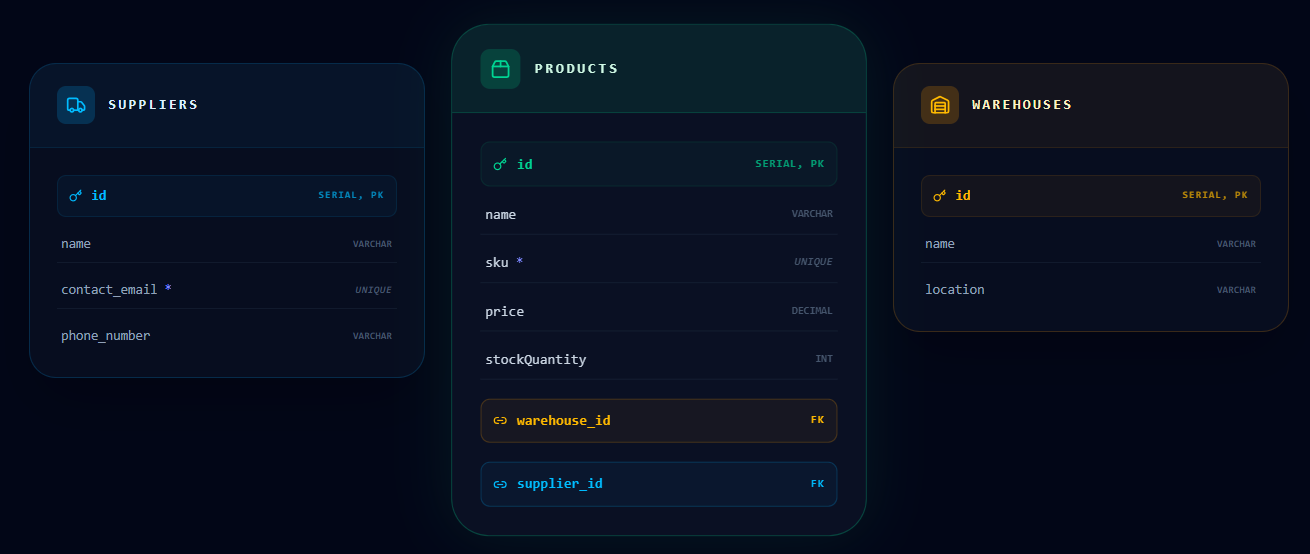 SUPPLIERS
id SERIAL, PK
name VARCHAR
contact_email * UNIQUE
phone_number VARCHAR
PRODUCTS
id SERIAL, PK
name VARCHAR
sku * UNIQUE
price DECIMAL
stockQuantity INT
warehouse_id FK
supplier_id FK
WAREHOUSES
id SERIAL, PK
name VARCHAR
location VARCHAR